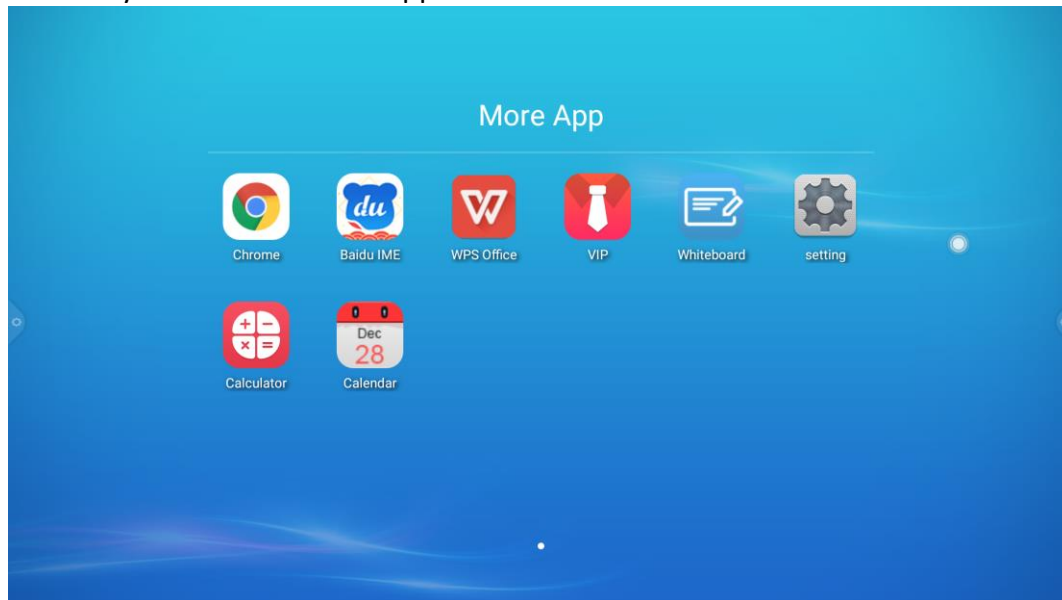 More App
Chrome
du
Baidu IME
WPS Office
VIP
Whiteboard
setting
Calculator
Dec
28
Calendar